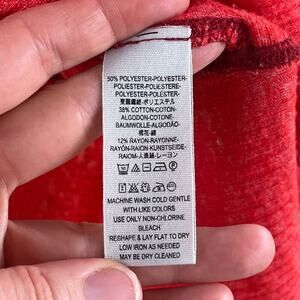 50% POLYESTER-POLYESTER-
POLYESTER-POLIESTERE-
POLYESTER-POLIÉSTER-
聚酯纖維-ポリエステル
38% COTTON-COTON-
ALGODON-COTONE-
BAUMWOLLE-ALGODÃO-
棉花-綿
12% RAYON-RAYONNE-
RAYÓN-RAION-KUNSTSEIDE-
RAIOM-人造絲-レーヨン
MACHINE WASH COLD GENTLE
WITH LIKE COLORS
USE ONLY NON-CHLORINE
BLEACH
RESHAPE & LAY FLAT TO DRY
LOW IRON AS NEEDED
MAY BE DRY CLEANED